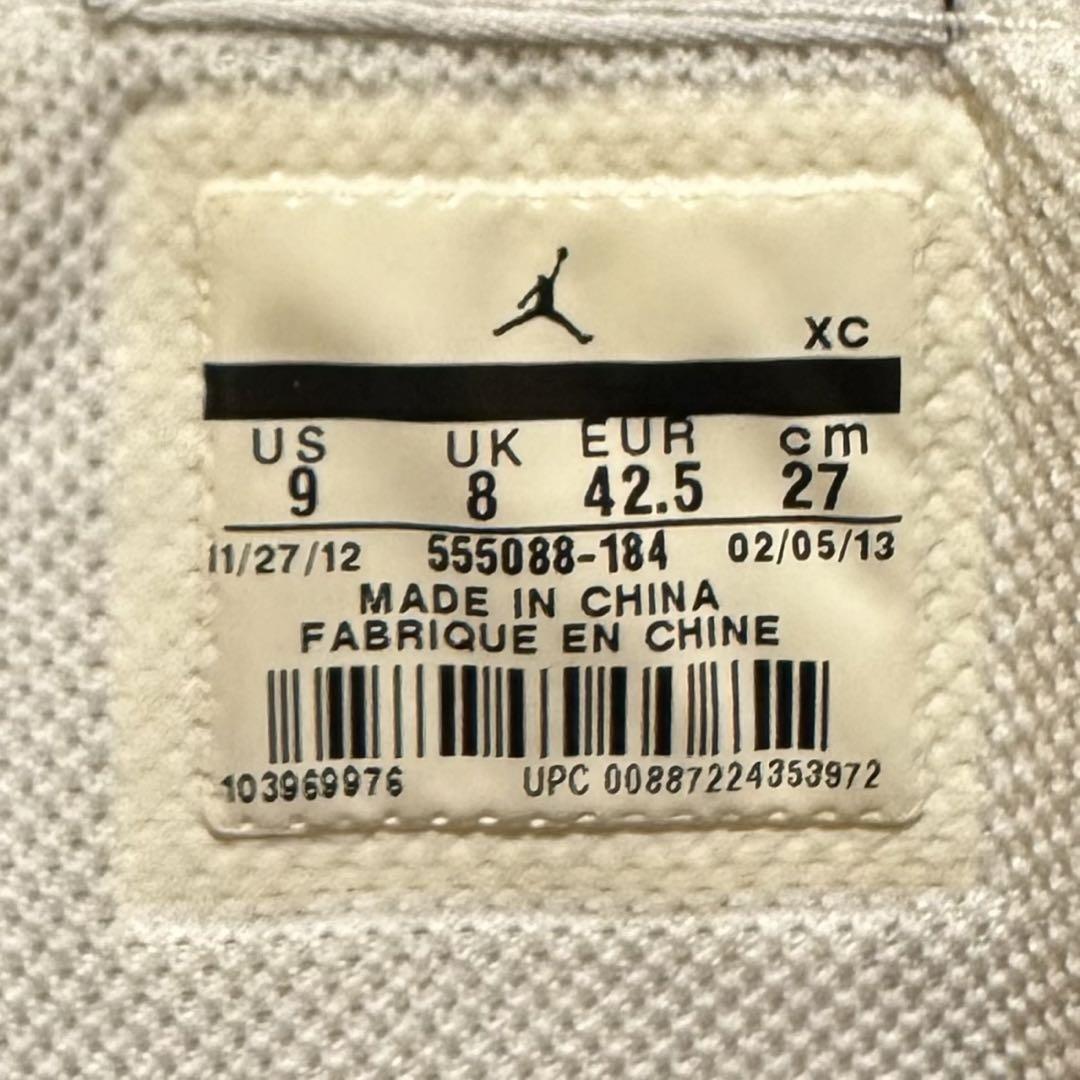 XC
US UK EUR cm
9 8 42.5 27
11/27/12 555088-184 02/05/13
MADE IN CHINA
FABRIQUE EN CHINE
103969976 UPC 00887224353972